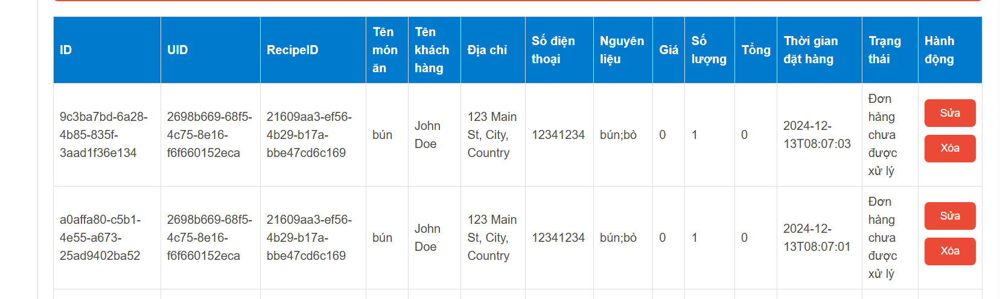 ID
UID
RecipeID
Tên
món
ăn
Tên
khách
hàng
Địa chỉ
Số điện
thoại
Nguyên
liệu
Giá
Số
lượng
Tổng
Thời gian
đặt hàng
Trạng
thái
Hành
động
9c3ba7bd-6a28-
4b85-835f-
3aad1f36e134
2698b669-68f5-
4c75-8e16-
f6f660152eca
21609aa3-ef56-
4b29-b17a-
bbe47cd6c169
bún
John
Doe
123 Main
St, City,
Country
12341234
bún;bò
0
1
0
2024-12-
13T08:07:03
Đơn
hàng
chưa
được
xử lý
Sửa
Xóa
a0affa80-c5b1-
4e55-a673-
25ad9402ba52
2698b669-68f5-
4c75-8e16-
f6f660152eca
21609aa3-ef56-
4b29-b17a-
bbe47cd6c169
bún
John
Doe
123 Main
St, City,
Country
12341234
bún;bò
0
1
0
2024-12-
13T08:07:01
Đơn
hàng
chưa
được
xử lý
Sửa
Xóa